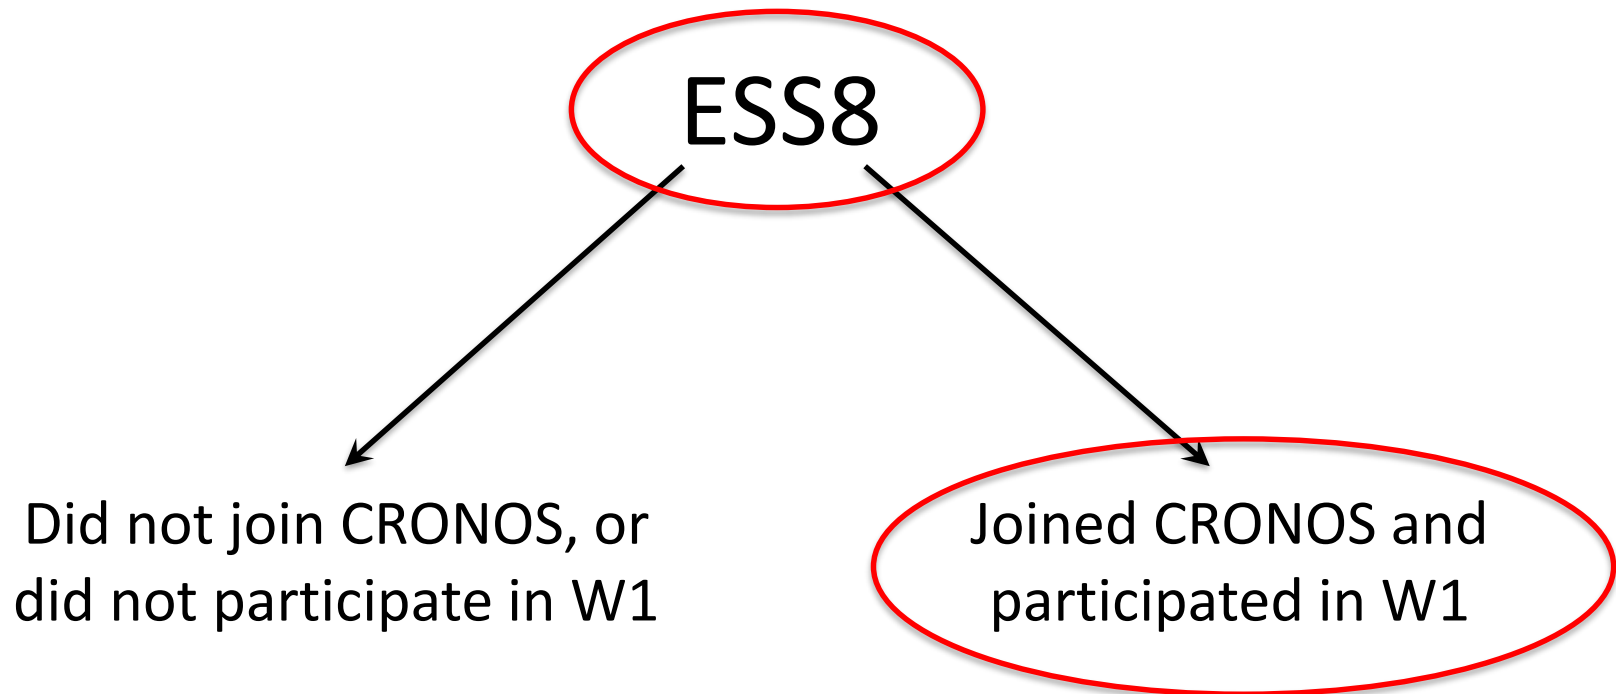 ESS8
Did not join CRONOS, or
did not participate in W1
Joined CRONOS and
participated in W1